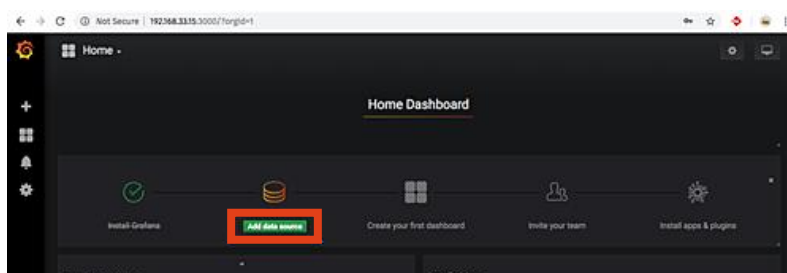 Not Secure | 192.168.33.15:3000/?orgId=1
Home
Home Dashboard
Install Grafana
Add data source
Create your first dashboard
Invite your team
Install apps & plugins